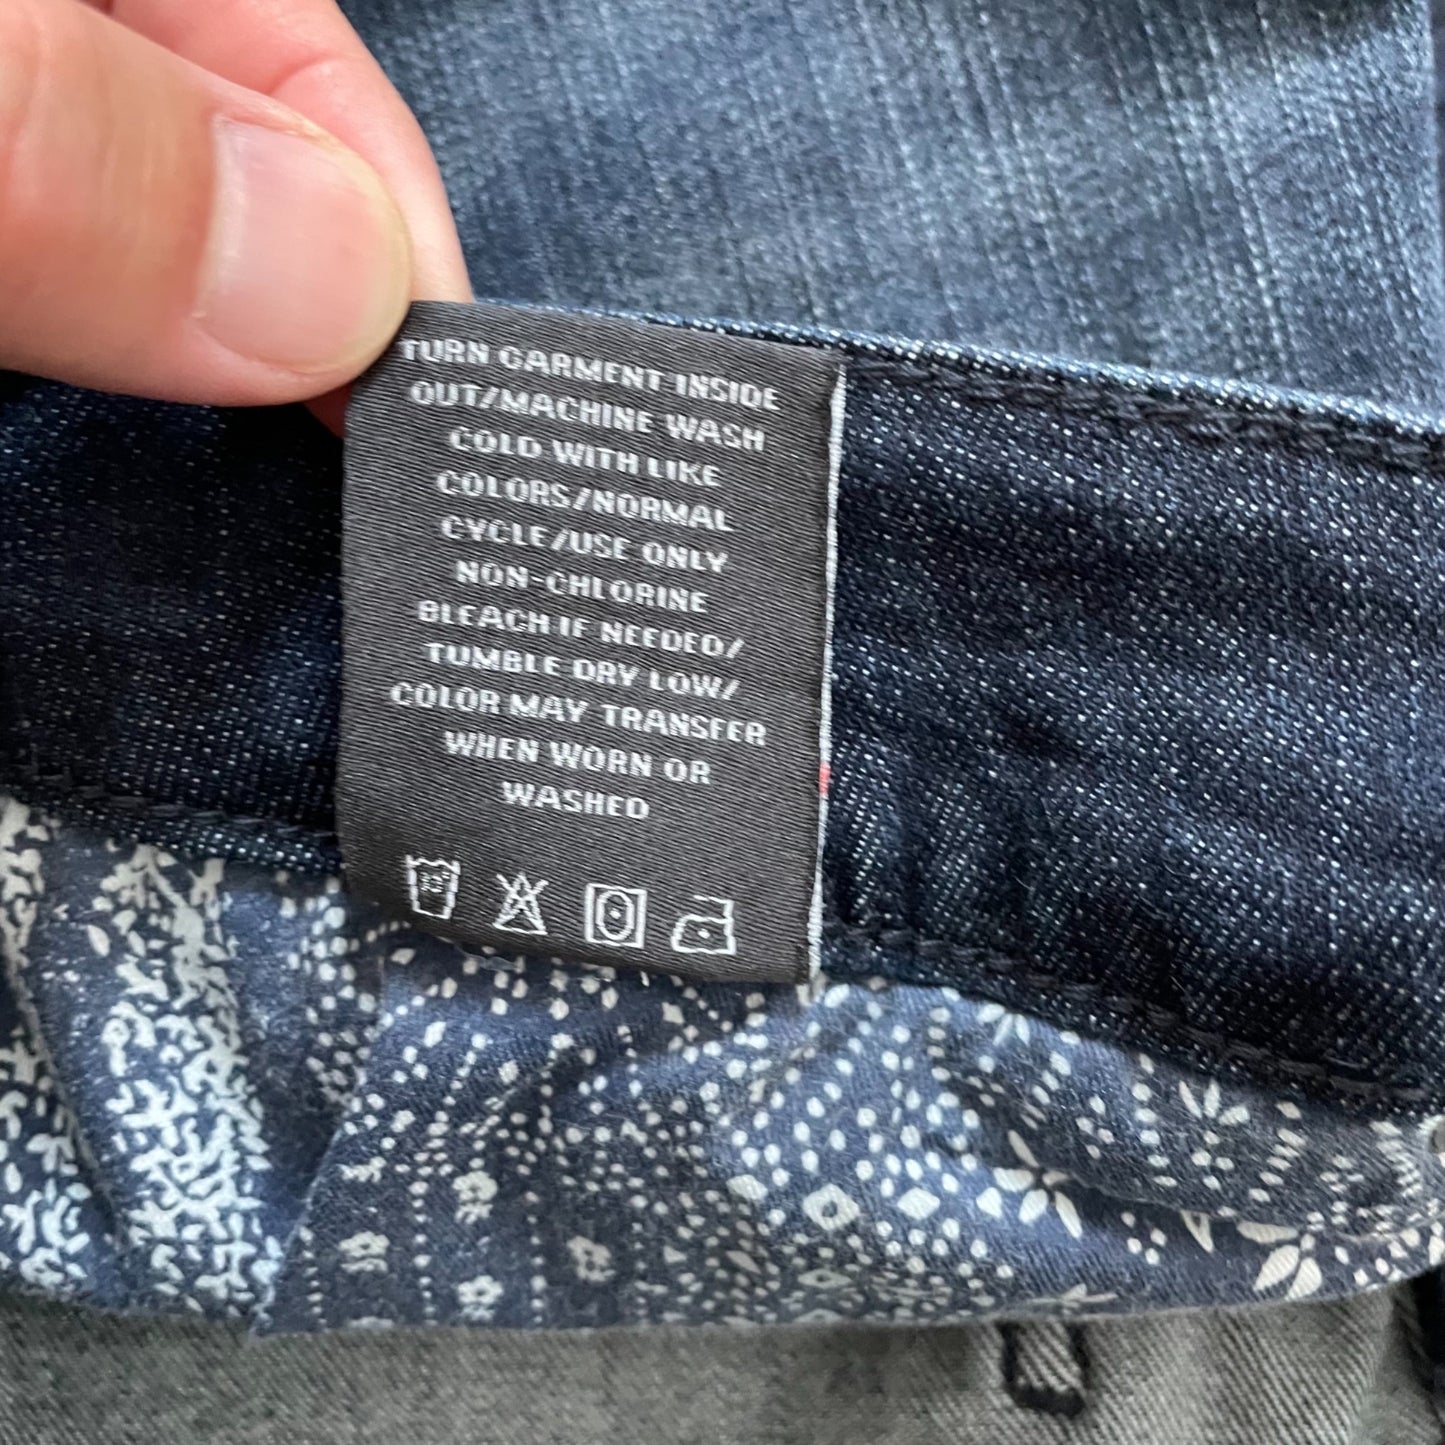 TURN GARMENT INSIDE
OUT/MACHINE WASH
COLD WITH LIKE
COLORS/NORMAL
CYCLE/USE ONLY
NON-CHLORINE
BLEACH IF NEEDED/
TUMBLE DRY LOW/
COLOR MAY TRANSFER
WHEN WORN OR
WASHED